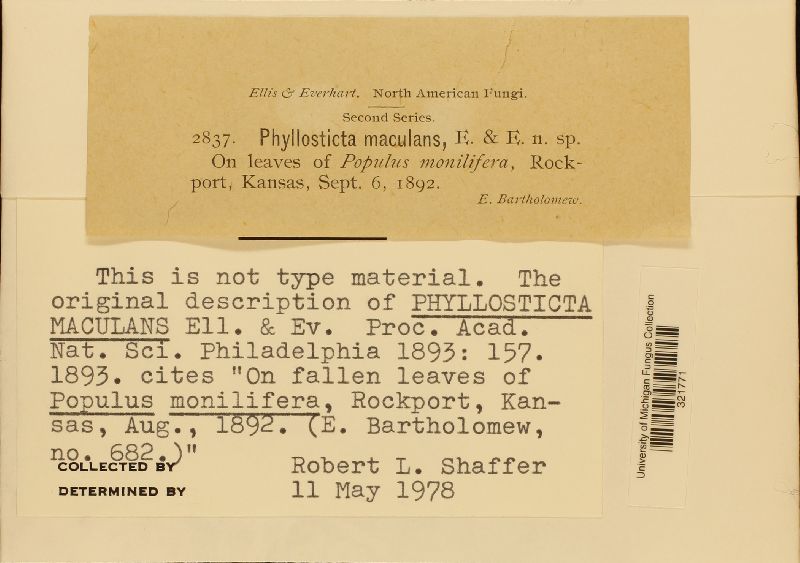 Ellis & Everhart. North American Fungi.
Second Series.
2837. Phyllosticta maculans, E. & E. n. sp.
On leaves of Populus monilifera, Rock-
port, Kansas, Sept. 6, 1892.
E. Bartholomew.
This is not type material. The
original description of PHYLLOSTICTA
MACULANS Ell. & Ev. Proc. Acad.
Nat. Sci. Philadelphia 1893: 157.
1893. cites "On fallen leaves of
Populus monilifera, Rockport, Kan-
sas, Aug., 1892. (E. Bartholomew,
no. 682.)"
COLLECTED BY Robert L. Shaffer
DETERMINED BY 11 May 1978
University of Michigan Fungus Collection
321771